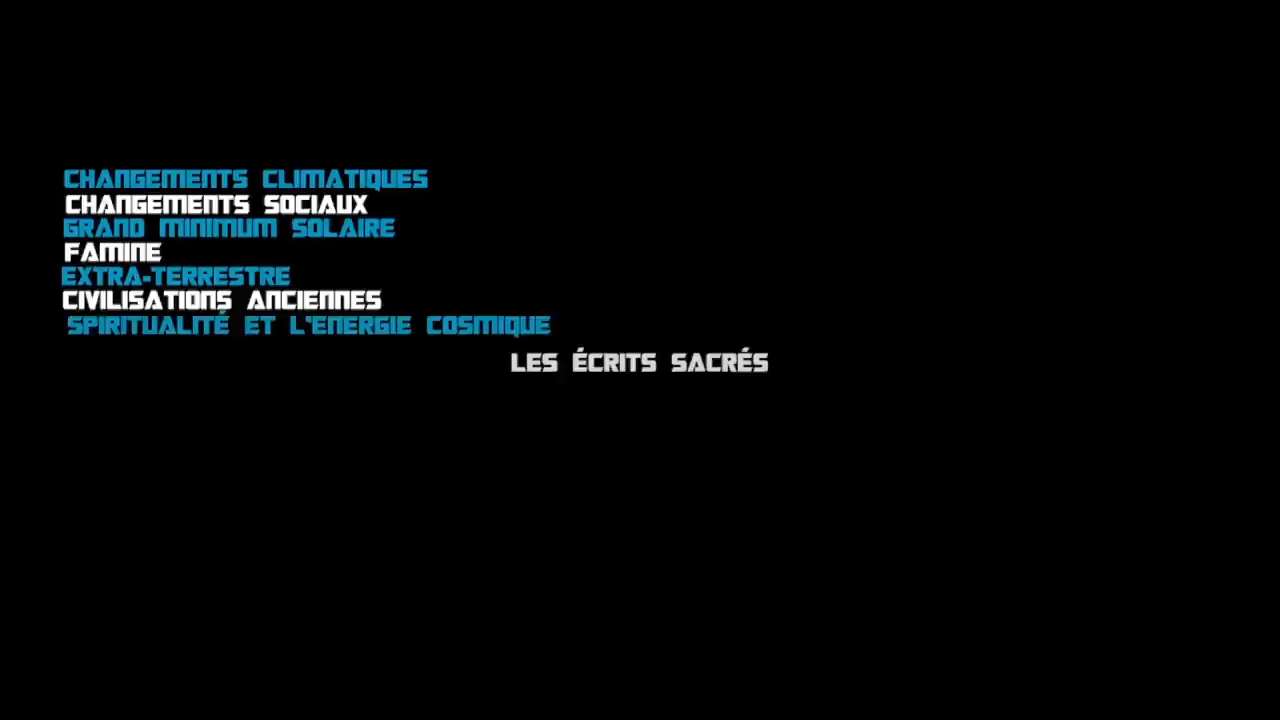 CHANGEMENTS CLIMATIQUES
CHANGEMENTS SOCIAUX
GRAND MINIMUM SOLAIRE
FAMINE
EXTRA-TERRESTRE
CIVILISATIONS ANCIENNES
SPIRITUALITÉ ET L'ENERGIE COSMIQUE
LES ÉCRITS SACRÉS